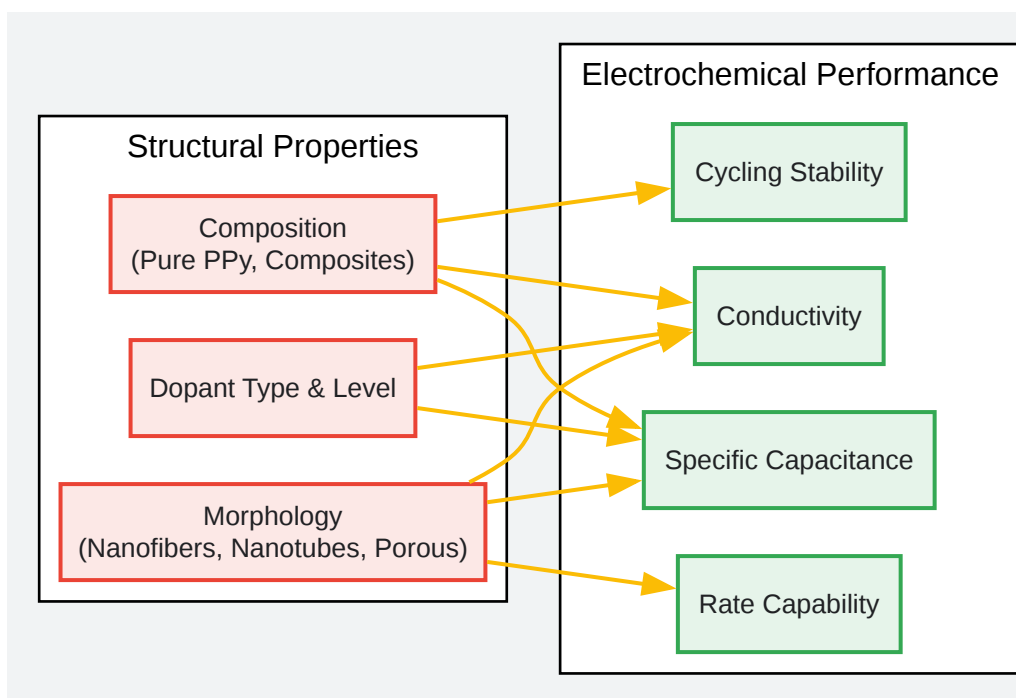 Structural Properties
Composition
(Pure PPy, Composites)
Dopant Type & Level
Morphology
(Nanofibers, Nanotubes, Porous)
Electrochemical Performance
Cycling Stability
Conductivity
Specific Capacitance
Rate Capability